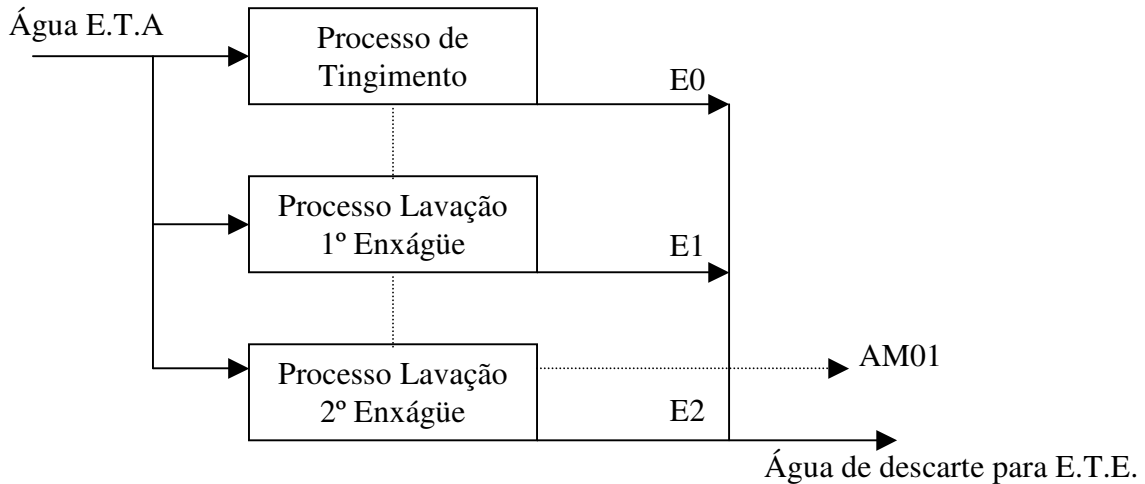 Água E.T.A
Processo de
Tingimento
E0
Processo Lavação
1º Enxágüe
E1
Processo Lavação
2º Enxágüe
AM01
E2
Água de descarte para E.T.E.